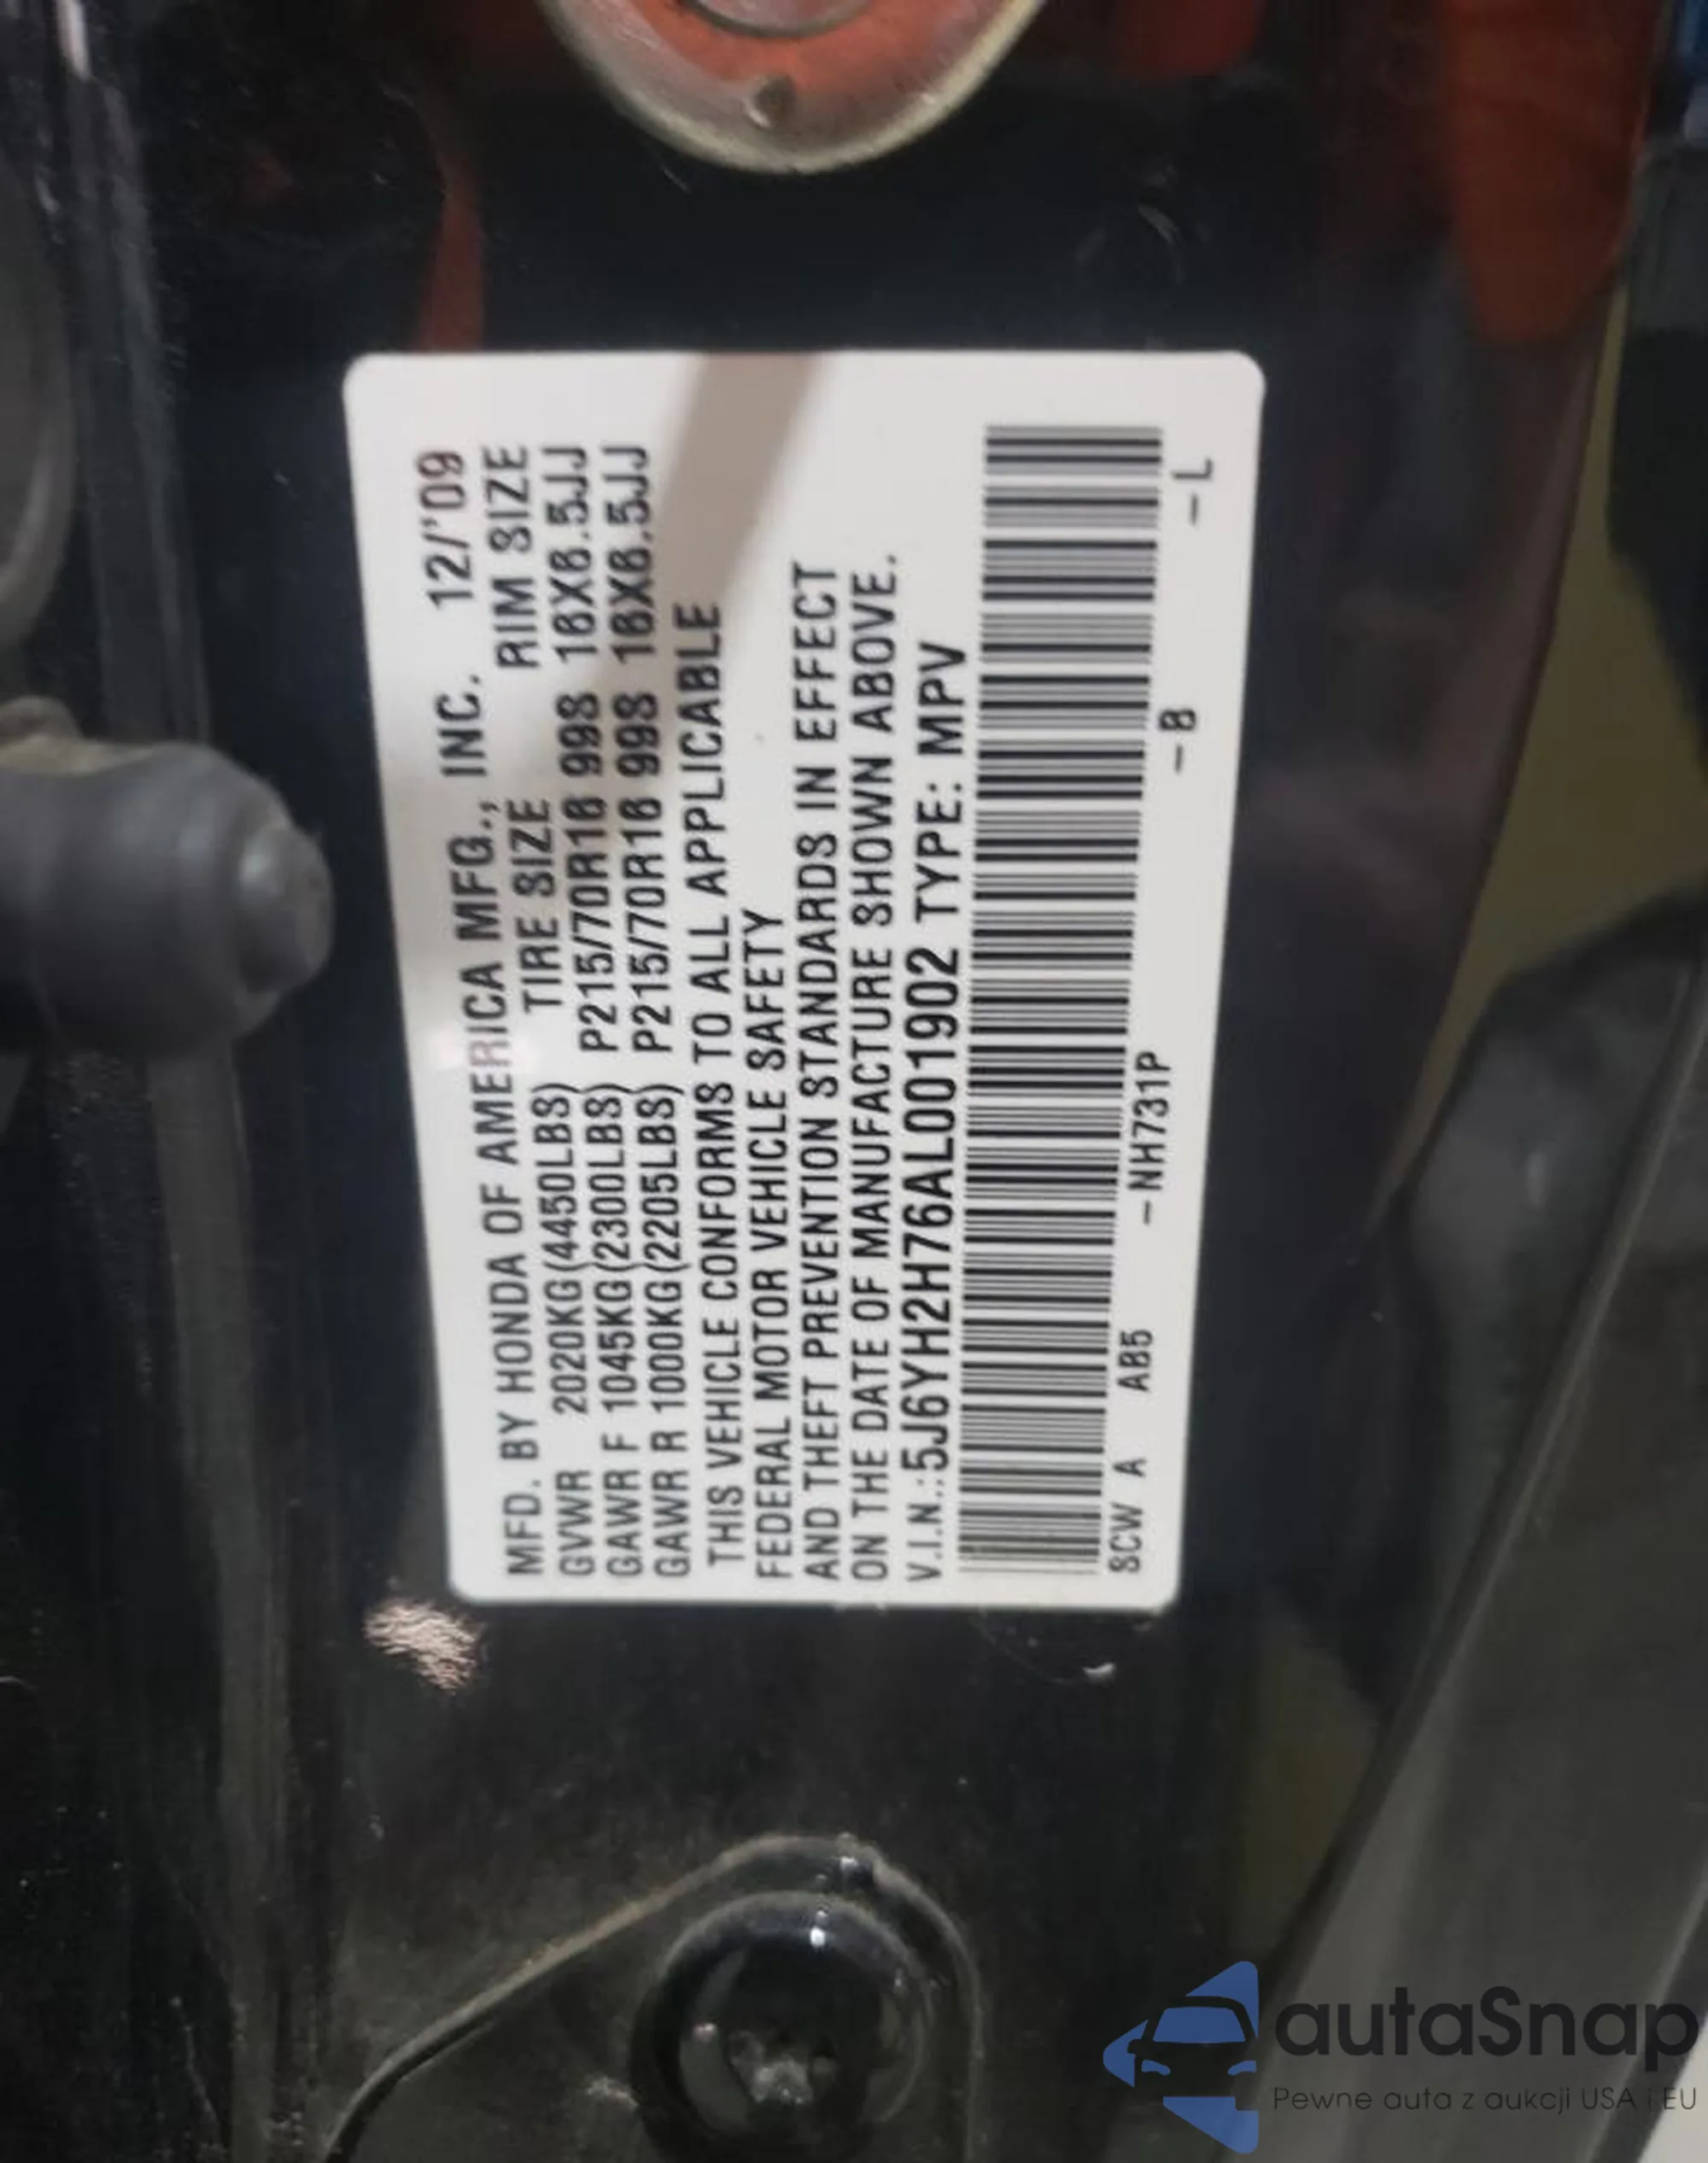 MFD. BY HONDA OF AMERICA MFG., INC. 12/'09
TIRE SIZE RIM SIZE
GVWR 2020KG(4450LBS)
GAWR F 1045KG(2300LBS) P215/70R16 99S 16X6.5JJ
GAWR R 1000KG(2205LBS) P215/70R16 99S 16X6.5JJ
THIS VEHICLE CONFORMS TO ALL APPLICABLE
FEDERAL MOTOR VEHICLE SAFETY
AND THEFT PREVENTION STANDARDS IN EFFECT
ON THE DATE OF MANUFACTURE SHOWN ABOVE.
V.I.N.:5J6YH2H76AL001902 TYPE: MPV
SCW A AB5 -NH731P -B -L
autaSnap
Pewne auta z aukcji USA i EU